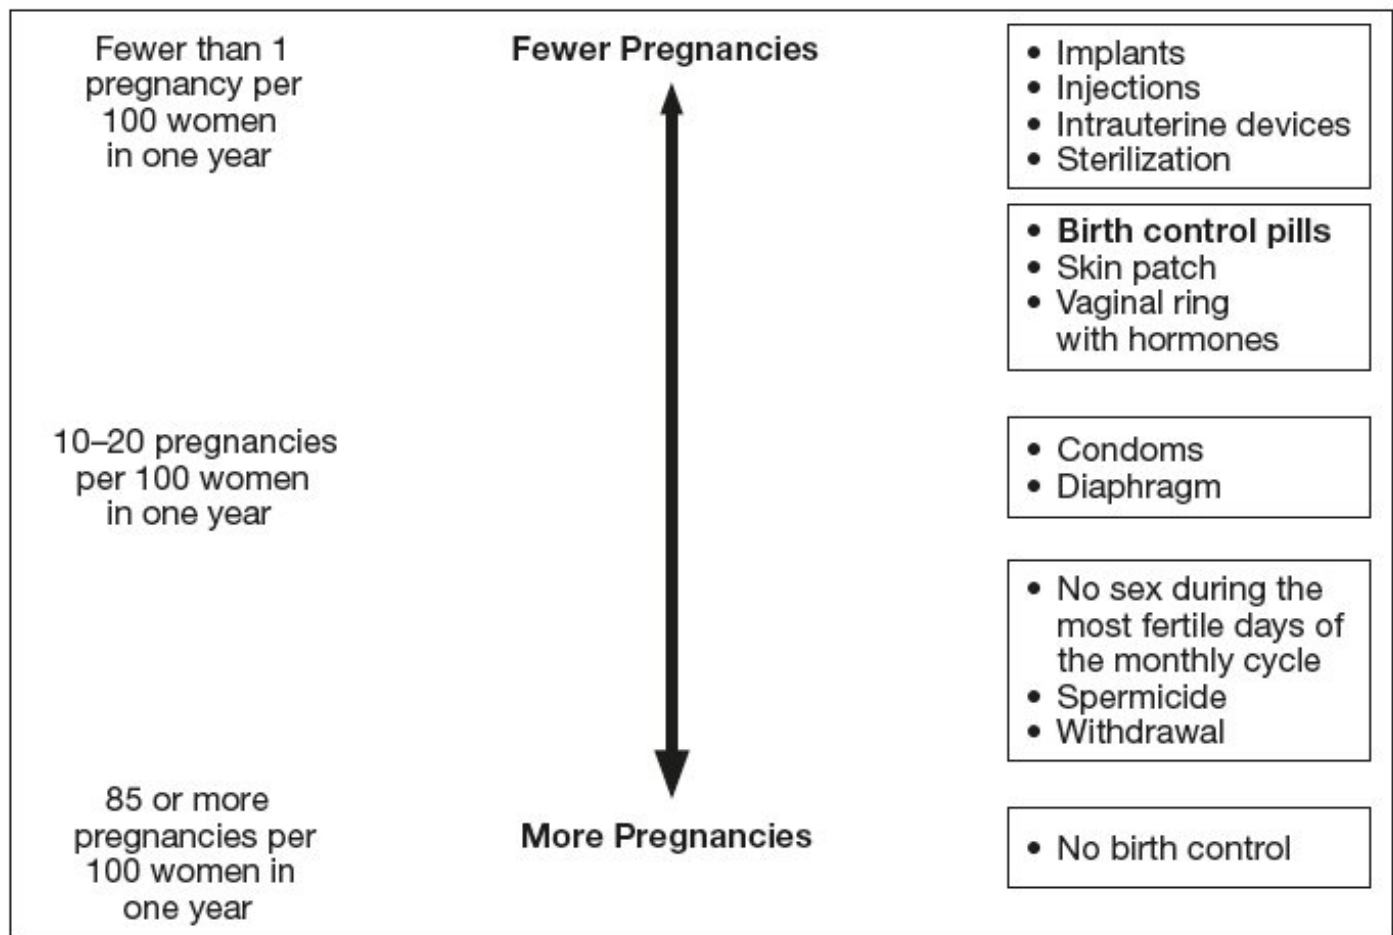 Fewer than 1
pregnancy per
100 women
in one year
Fewer Pregnancies
• Implants
• Injections
• Intrauterine devices
• Sterilization
• Birth control pills
• Skin patch
• Vaginal ring
with hormones
10–20 pregnancies
per 100 women
in one year
• Condoms
• Diaphragm
• No sex during the
most fertile days of
the monthly cycle
• Spermicide
• Withdrawal
85 or more
pregnancies per
100 women in
one year
More Pregnancies
• No birth control